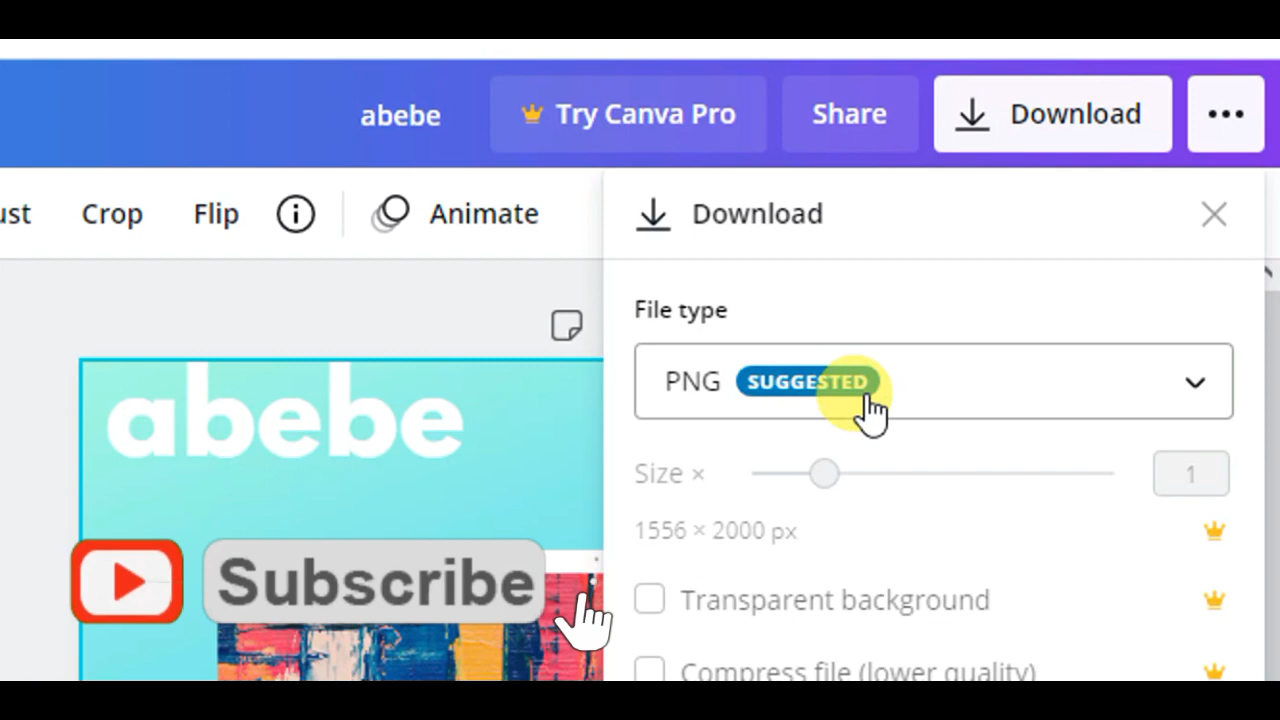 abebe
Try Canva Pro
Share
Download
ust
Crop
Flip
Animate
Download
File type
PNG SUGGESTED
Size ×
1
1556 × 2000 px
Transparent background
Compress file (lower quality)
abebe
Subscribe